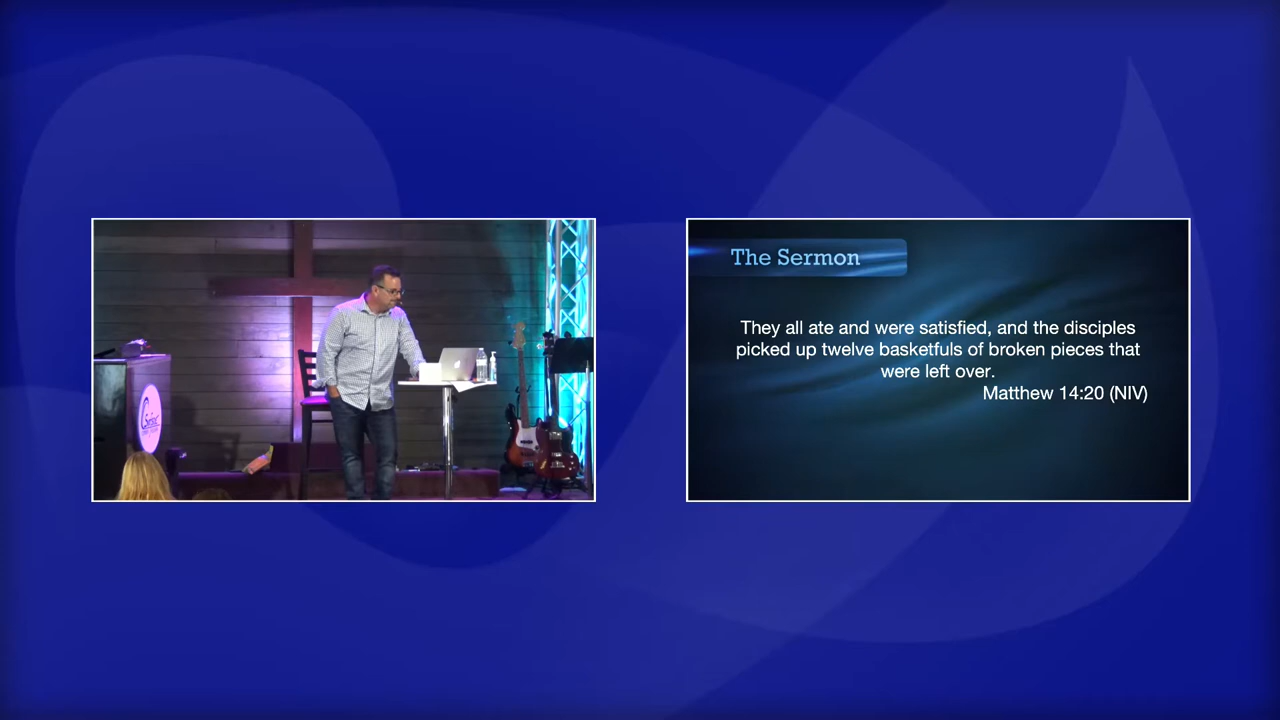 The Sermon
They all ate and were satisfied, and the disciples
picked up twelve basketfuls of broken pieces that
were left over.
Matthew 14:20 (NIV)